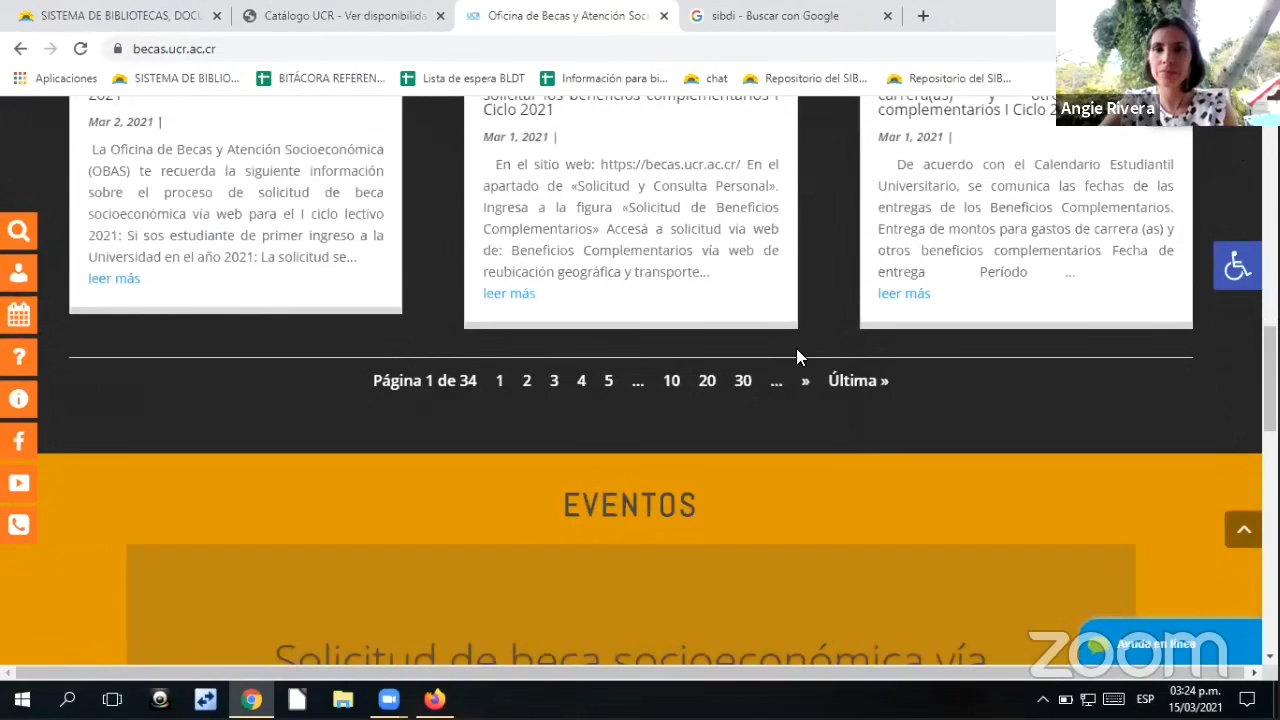 SISTEMA DE BIBLIOTECAS, DOCU
Catálogo UCR - Ver disponibilida
Oficina de Becas y Atención Soc
sibdi - Buscar con Google
becas.ucr.ac.cr
Aplicaciones
SISTEMA DE BIBLIO...
BITÁCORA REFEREN...
Lista de espera BLDT
Información para bi...
chat
Repositorio del SIB...
Repositorio del SIB...
Angie Rivera
2021
Mar 2, 2021 |
La Oficina de Becas y Atención Socioeconómica
(OBAS) te recuerda la siguiente información
sobre el proceso de solicitud de beca
socioeconómica vía web para el I ciclo lectivo
2021: Si sos estudiante de primer ingreso a la
Universidad en el año 2021: La solicitud se...
leer más
solicitar los beneficios complementarios I
Ciclo 2021
Mar 1, 2021 |
En el sitio web: https://becas.ucr.ac.cr/ En el
apartado de «Solicitud y Consulta Personal».
Ingresa a la figura «Solicitud de Beneficios
Complementarios» Accesá a solicitud vía web
de: Beneficios Complementarios vía web de
reubicación geográfica y transporte...
leer más
carrera(as) y
complementarios I Ciclo
Mar 1, 2021 |
De acuerdo con el Calendario Estudiantil
Universitario, se comunica las fechas de las
entregas de los Beneficios Complementarios.
Entrega de montos para gastos de carrera (as) y
otros beneficios complementarios Fecha de
entrega Período ...
leer más
Página 1 de 34 1 2 3 4 5 ... 10 20 30 ... » Última »
EVENTOS
Solicitud de beca socioeconómica vía
Ayuda en línea
zoom
ESP
03:24 p.m.
15/03/2021